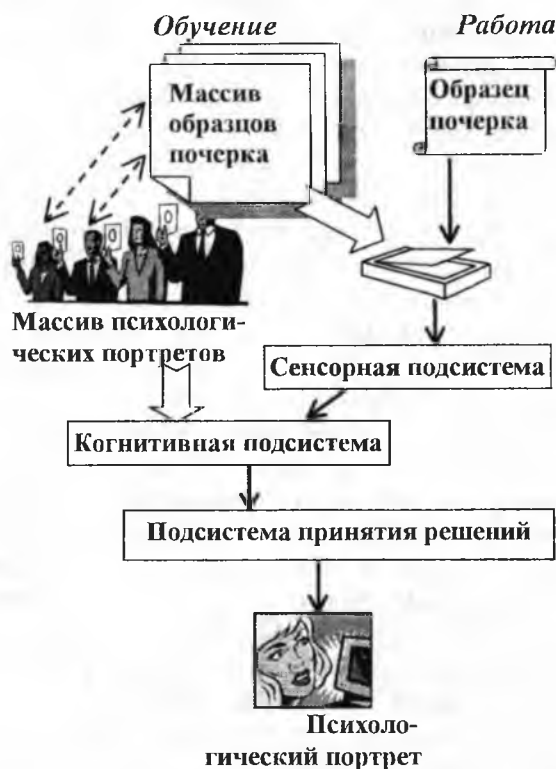 Обучение
Работа
Массив
образцов
почерка
Образец
почерка
Массив психологи-
ческих портретов
Сенсорная подсистема
Когнитивная подсистема
Подсистема принятия решений
Психоло-
гический портрет